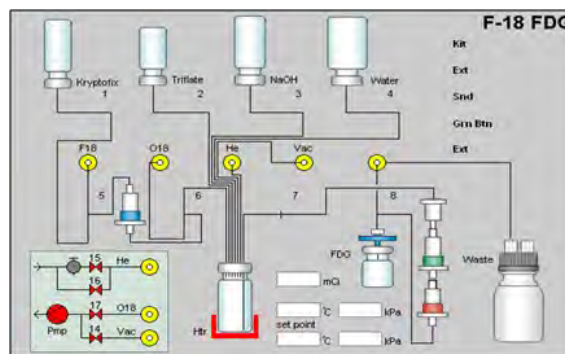 F-18 FDG
Kit
Ext
Snd
Grn Btn
Ext
Kryptofix
1
Triflate
2
NaOH
3
Water
4
F18
O18
He
Vac
5
6
7
8
FDG
Waste
mCi
°C
kPa
set point
°C
kPa
Htr
15
He
16
17
O18
Pmp
14
Vac